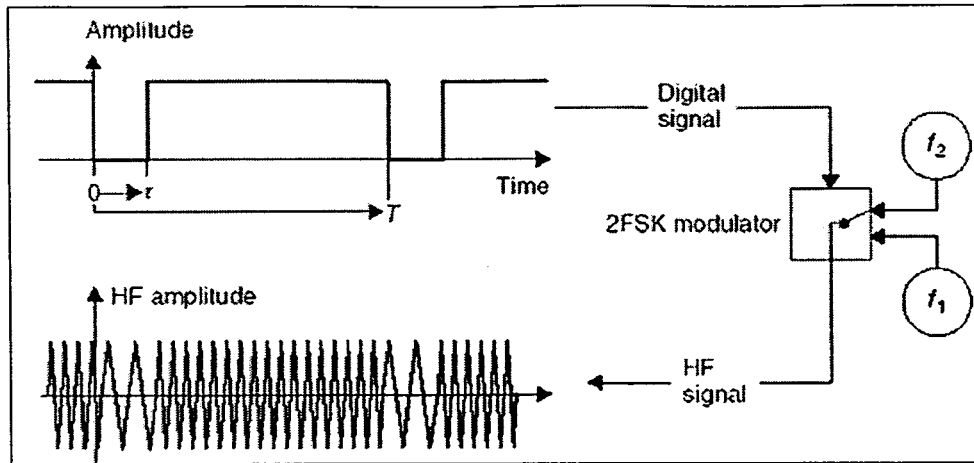 Amplitude
Digital
signal
f2
0
τ
Time
T
2FSK modulator
f1
HF amplitude
HF
signal